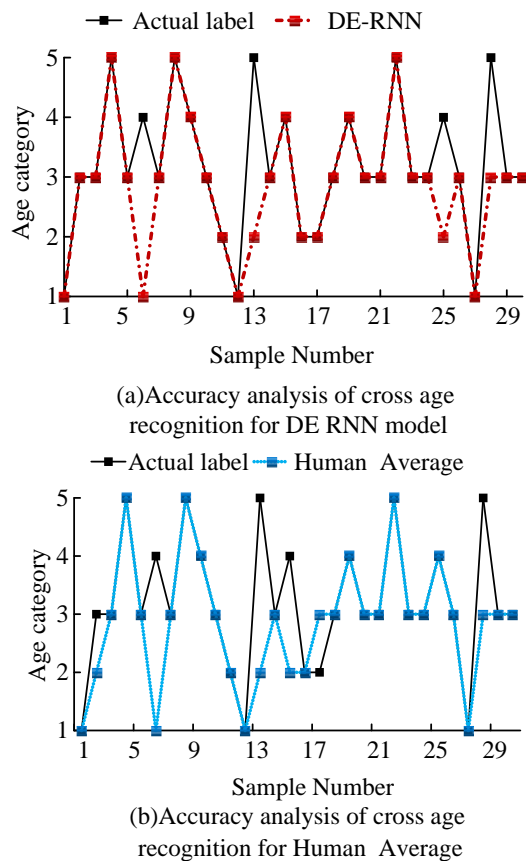 Actual label DE-RNN
5
4
3
2
1
Age category
1 5 9 13 17 21 25 29
Sample Number
(a)Accuracy analysis of cross age
recognition for DE RNN model
Actual label Human Average
5
4
3
2
1
Age category
1 5 9 13 17 21 25 29
Sample Number
(b)Accuracy analysis of cross age
recognition for Human Average